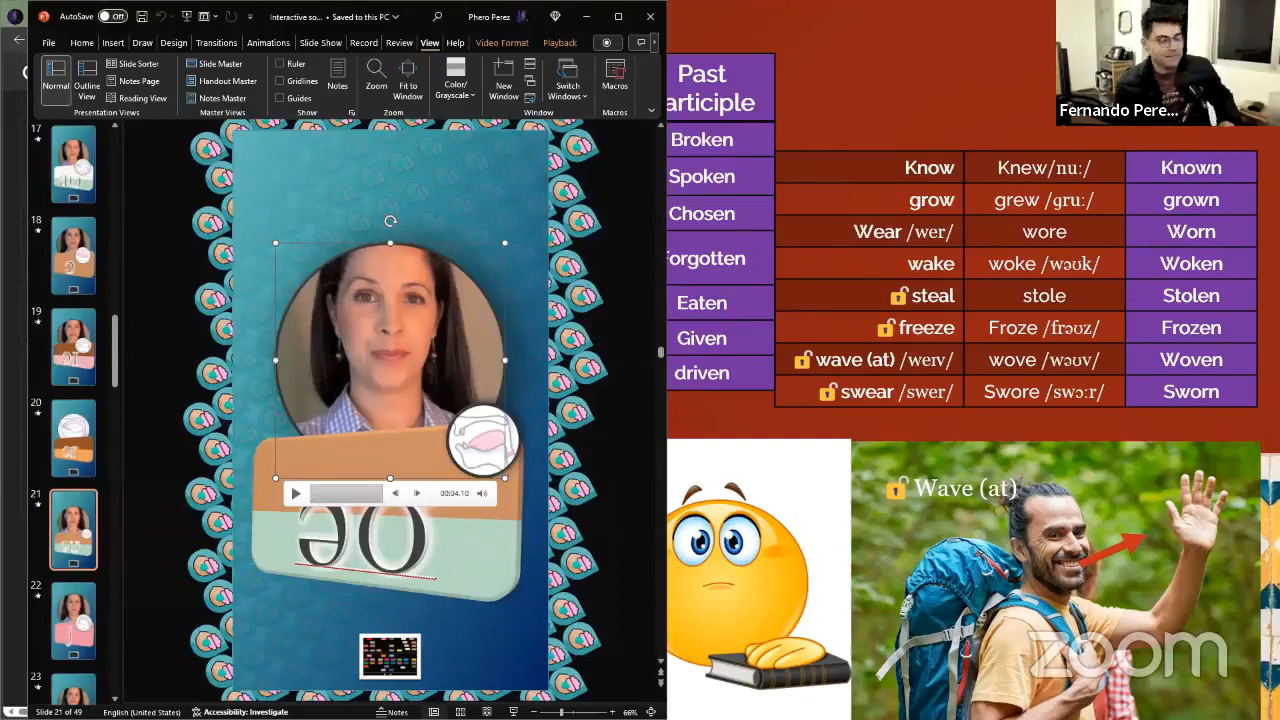 AutoSave Off Interactive so... • Saved to this PC Phero Perez
File Home Insert Draw Design Transitions Animations Slide Show Record Review View Help Video Format Playback
Normal
Outline View
Slide Sorter
Notes Page
Reading View
Presentation Views
Slide Master
Handout Master
Notes Master
Master Views
Ruler
Gridlines
Guides
Show
Notes
Zoom
Fit to Window
Zoom
Color/ Grayscale
New Window
Switch Windows
Window
Macros
Macros
17
18
19
20
21
22
23
00:04.10
Slide 21 of 49 English (United States) Accessibility: Investigate Notes 66%
Past
articiple
Broken
Spoken
Chosen
orgotten
Eaten
Given
driven
Know Knew/nuː/ Known
grow grew /ɡruː/ grown
Wear /wer/ wore Worn
wake woke /wəʊk/ Woken
steal stole Stolen
freeze Froze /frəʊz/ Frozen
wave (at) /weɪv/ wove /wəʊv/ Woven
swear /swer/ Swore /swɔːr/ Sworn
Fernando Pere...
Wave (at)
zoom